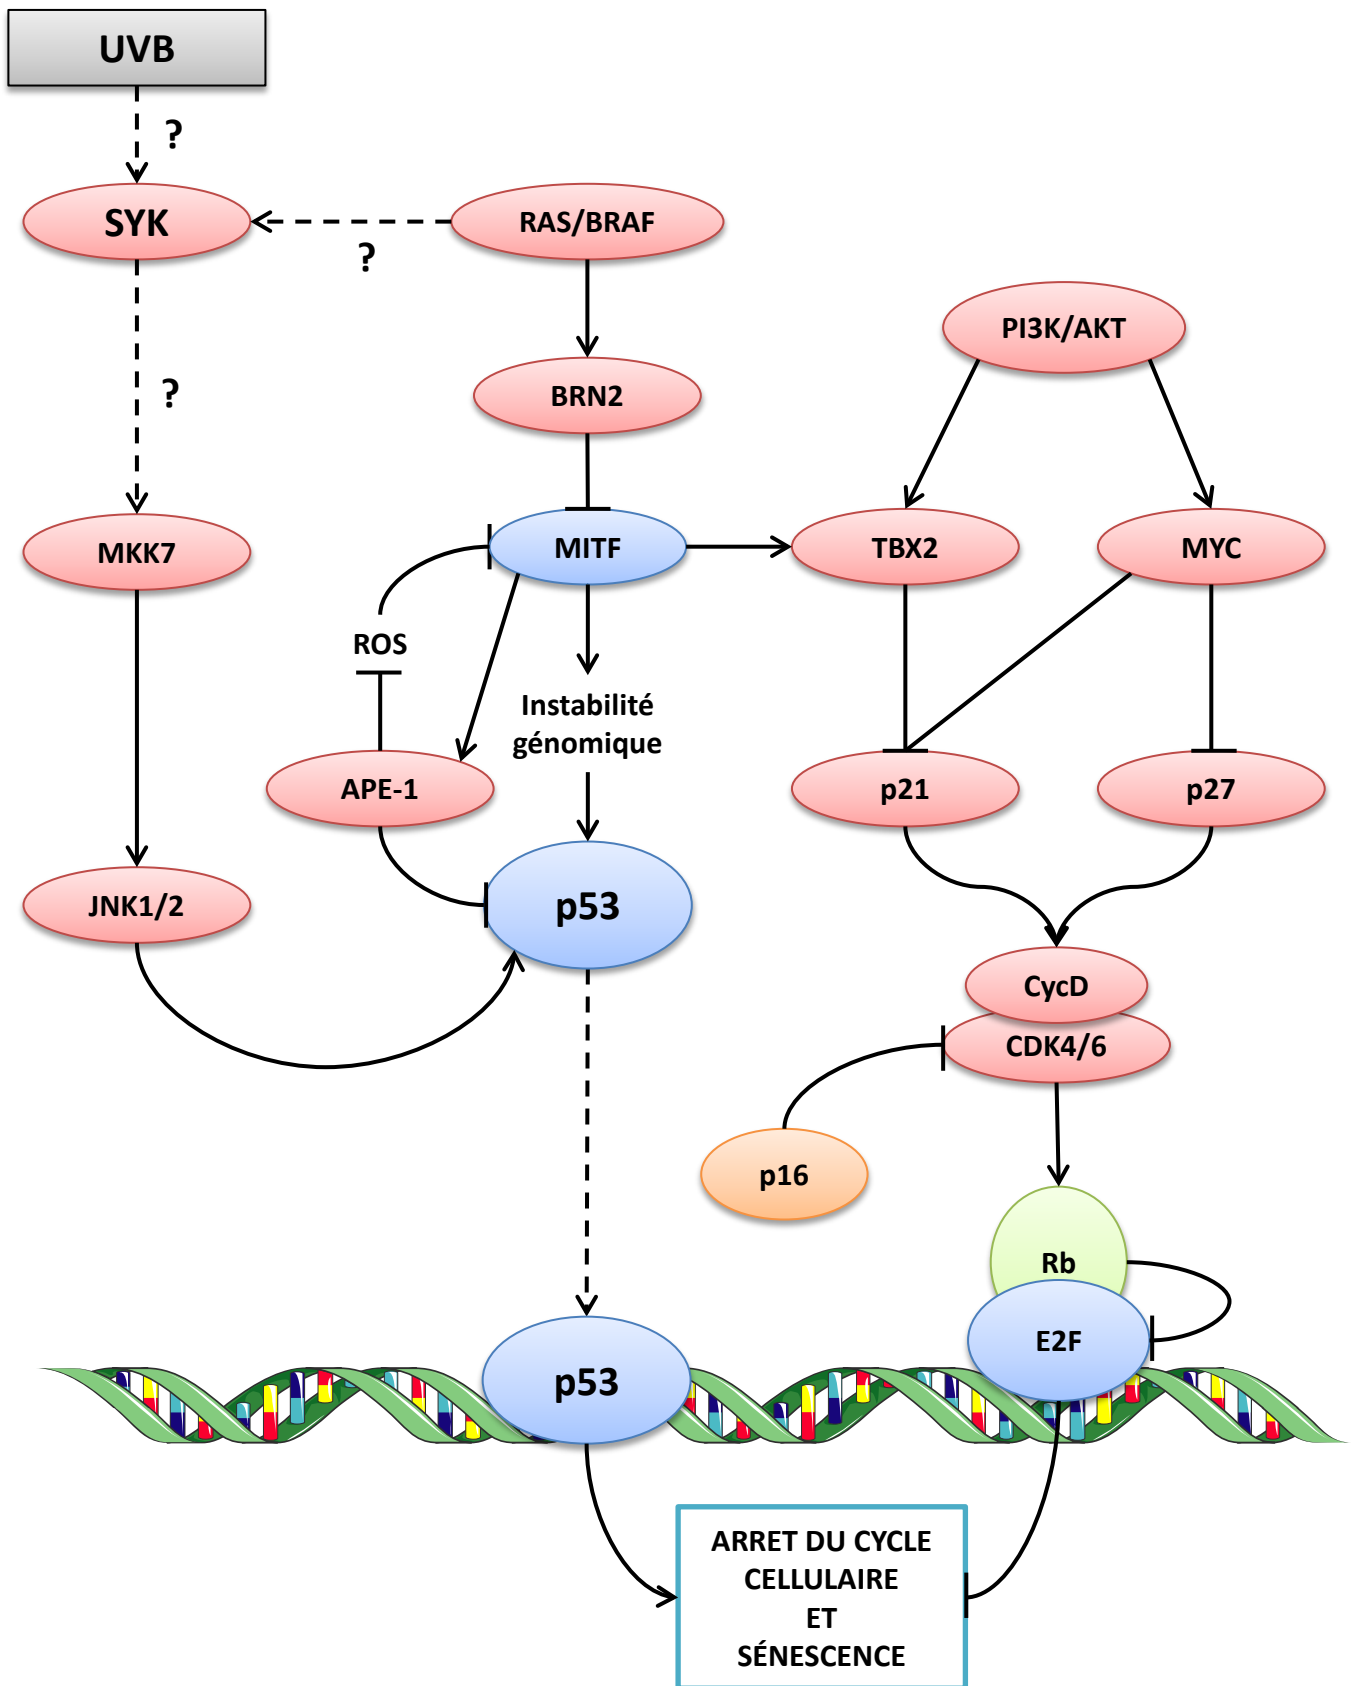 UVB
?
SYK
RAS/BRAF
?
PI3K/AKT
?
BRN2
MKK7
MITF
TBX2
MYC
ROS
Instabilité
génomique
APE-1
p21
p27
JNK1/2
p53
CycD
CDK4/6
p16
Rb
E2F
p53
ARRET DU CYCLE
CELLULAIRE
ET
SÉNESCENCE